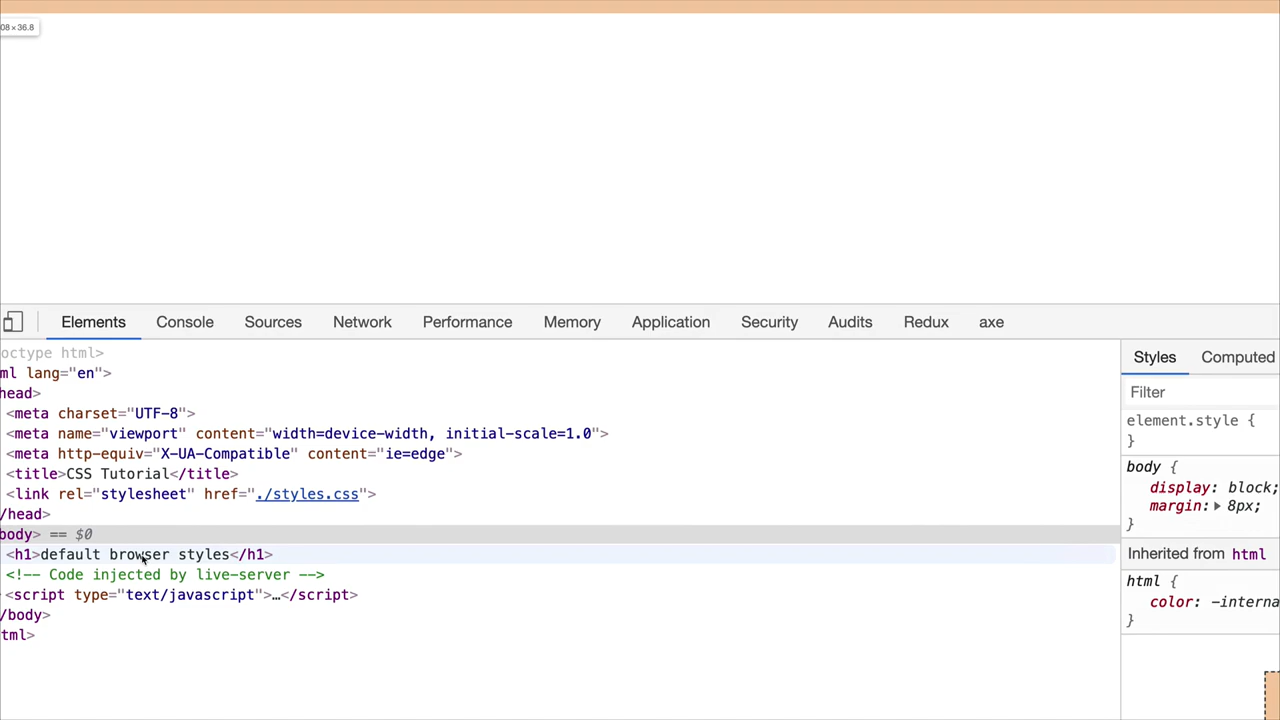 08 × 36.8
Elements Console Sources Network Performance Memory Application Security Audits Redux axe
octype html>
ml lang="en">
head>
<meta charset="UTF-8">
<meta name="viewport" content="width=device-width, initial-scale=1.0">
<meta http-equiv="X-UA-Compatible" content="ie=edge">
<title>CSS Tutorial</title>
<link rel="stylesheet" href="./styles.css">
/head>
body> == $0
<h1>default browser styles</h1>
<!-- Code injected by live-server -->
<script type="text/javascript">…</script>
/body>
tml>
Styles Computed
Filter
element.style {
}
body {
display: block;
margin: 8px;
}
Inherited from html
html {
color: -interna
}